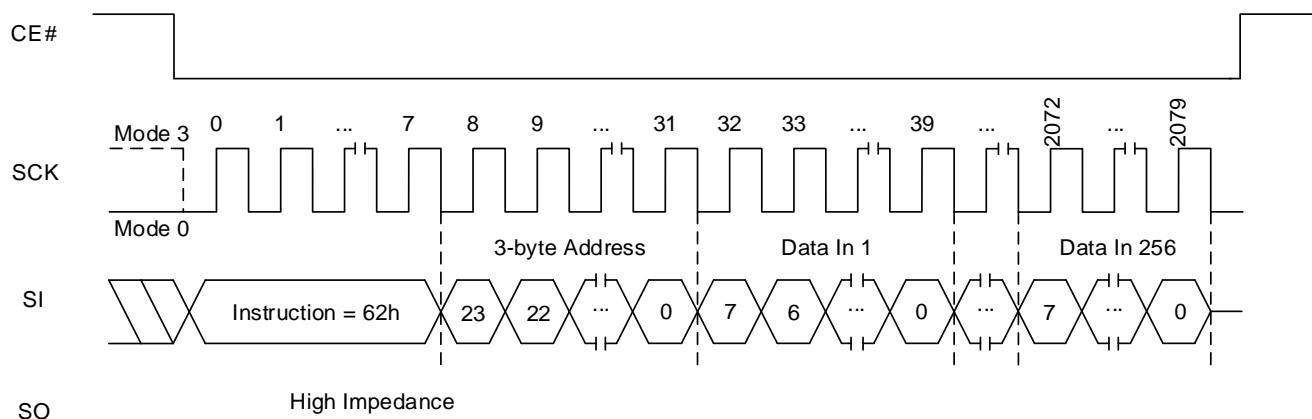 CE#
Mode 3
0 1 ... 7 8 9 ... 31 32 33 ... 39 ... 2072 ... 2079
SCK
Mode 0
3-byte Address Data In 1 Data In 256
SI
Instruction = 62h 23 22 ... 0 7 6 ... 0 ... 7 ... 0
High Impedance
SO